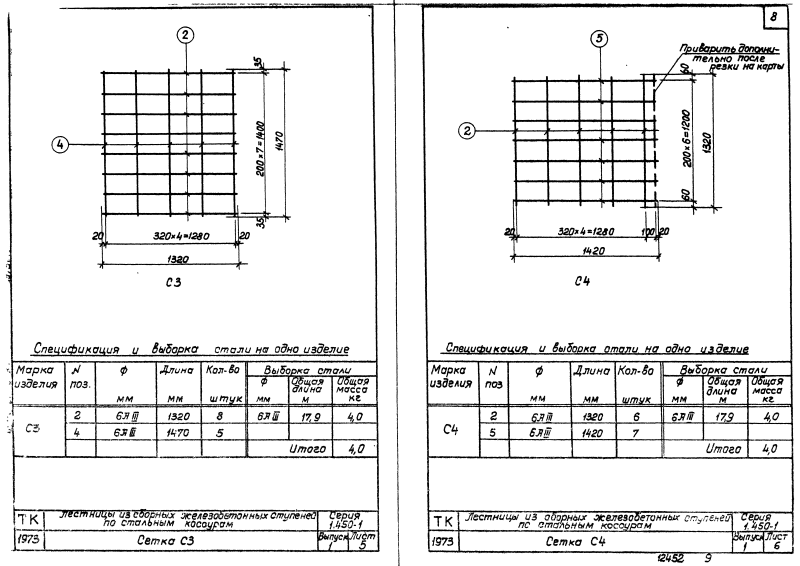 8
2
4
35
200×7=1400
1470
35
20
320×4=1280
20
1320
С3
Спецификация и выборка стали на одно изделие
Марка изделия
N поз.
ф мм
Длина мм
Кол-во штук
Выборка стали
ф мм
Общая длина м
Общая масса кг
С3
2 6АIII 1320 8 6АIII 17,9 4,0
4 6АIII 1470 5
Итого 4,0
ТК
Лестницы из сборных железобетонных ступеней
по стальным косоурам
Серия
1.450-1
1973
Сетка С3
Выпуск 1
Лист 5
5
Приварить дополни-
тельно после
резки на карты
2
60
200×6=1200
1320
60
20
320×4=1280
100
20
1420
С4
Спецификация и выборка стали на одно изделие
Марка изделия
N поз
ф мм
Длина мм
Кол-во штук
Выборка стали
ф мм
Общая длина м
Общая масса кг
С4
2 6АIII 1320 6 6АIII 17,9 4,0
5 6АIII 1420 7
Итого 4,0
ТК
Лестницы из сборных железобетонных ступеней
по стальным косоурам
Серия
1.450-1
1973
Сетка С4
Выпуск 1
Лист 6
12452 9